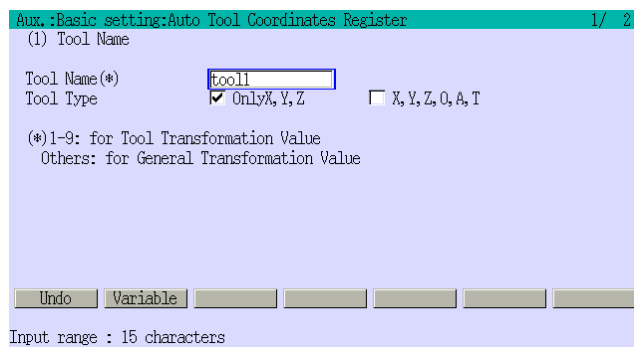 Aux.:Basic setting:Auto Tool Coordinates Register 1/ 2
(1) Tool Name
Tool Name(*) tool1
Tool Type OnlyX,Y,Z X,Y,Z,O,A,T
(*)1-9: for Tool Transformation Value
Others: for General Transformation Value
Undo Variable
Input range : 15 characters